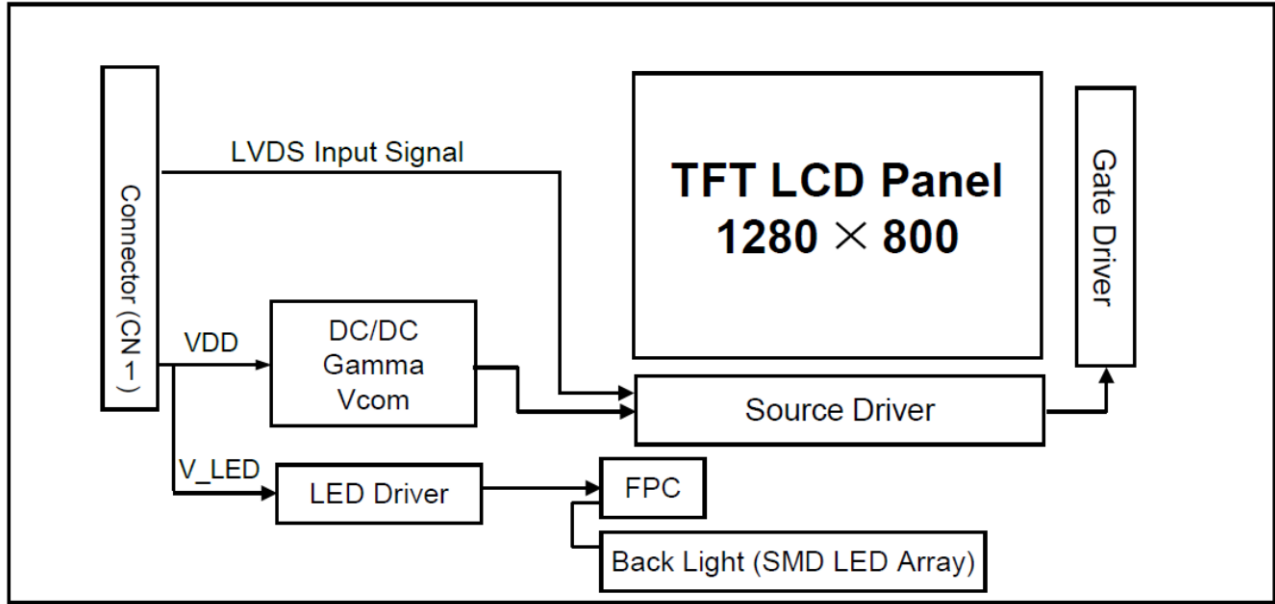 LVDS Input Signal
TFT LCD Panel
1280 × 800
Gate Driver
Connector (CN 1)
VDD
DC/DC
Gamma
Vcom
Source Driver
V_LED
LED Driver
FPC
Back Light (SMD LED Array)